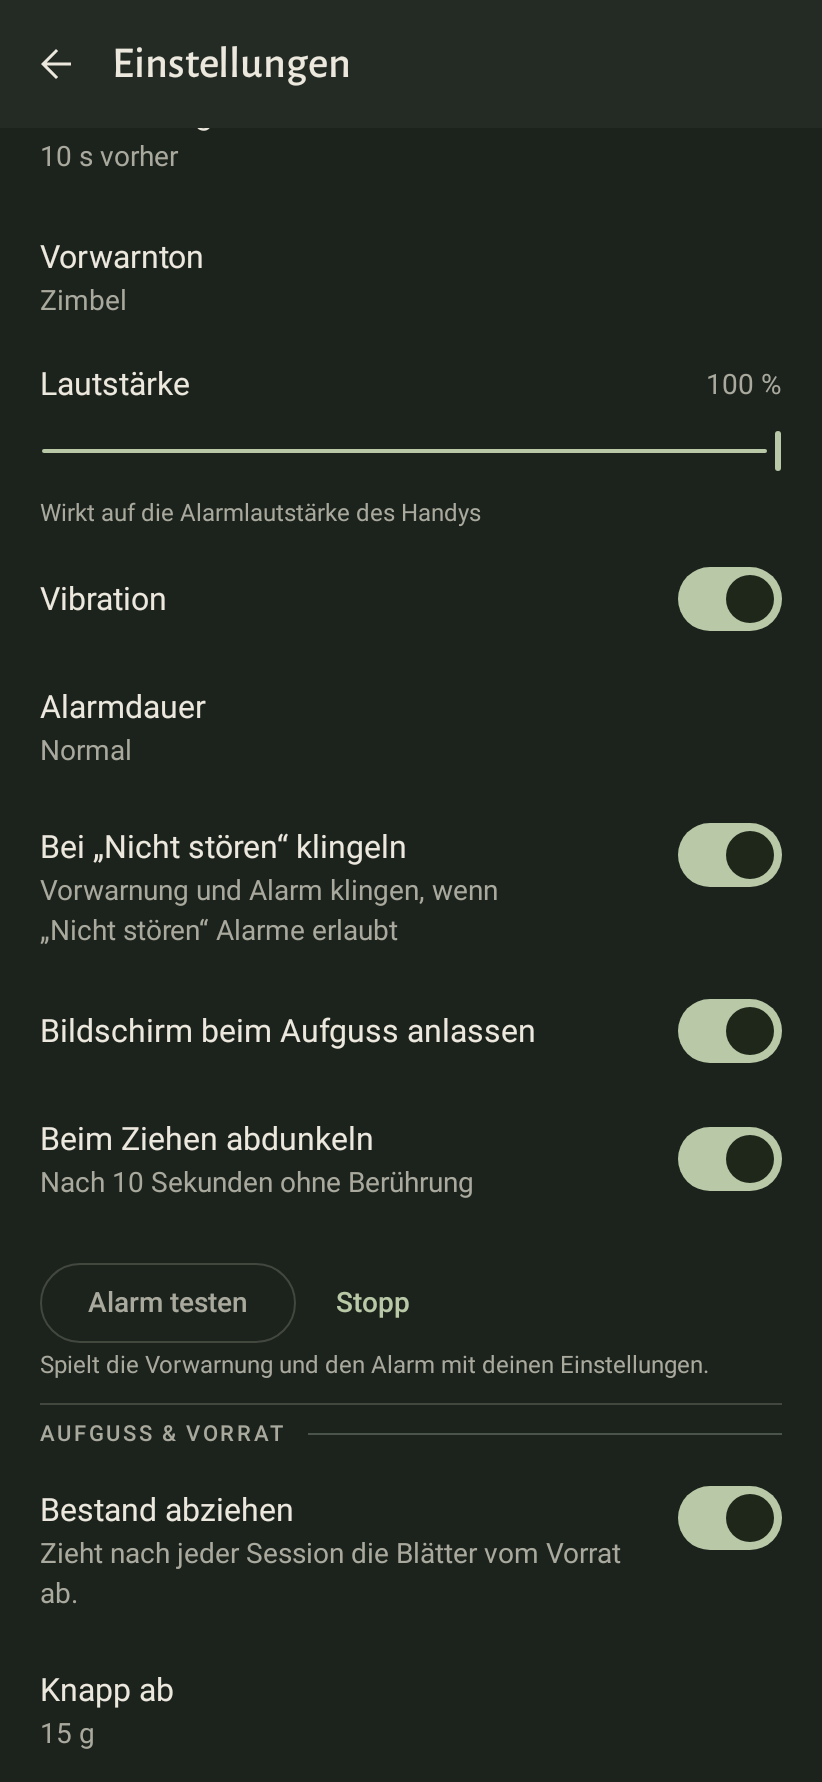 Einstellungen
10 s vorher
Vorwarnton
Zimbel
Lautstärke
100 %
Wirkt auf die Alarmlautstärke des Handys
Vibration
Alarmdauer
Normal
Bei „Nicht stören“ klingeln
Vorwarnung und Alarm klingen, wenn
„Nicht stören“ Alarme erlaubt
Bildschirm beim Aufguss anlassen
Beim Ziehen abdunkeln
Nach 10 Sekunden ohne Berührung
Alarm testen
Stopp
Spielt die Vorwarnung und den Alarm mit deinen Einstellungen.
AUFGUSS & VORRAT
Bestand abziehen
Zieht nach jeder Session die Blätter vom Vorrat
ab.
Knapp ab
15 g